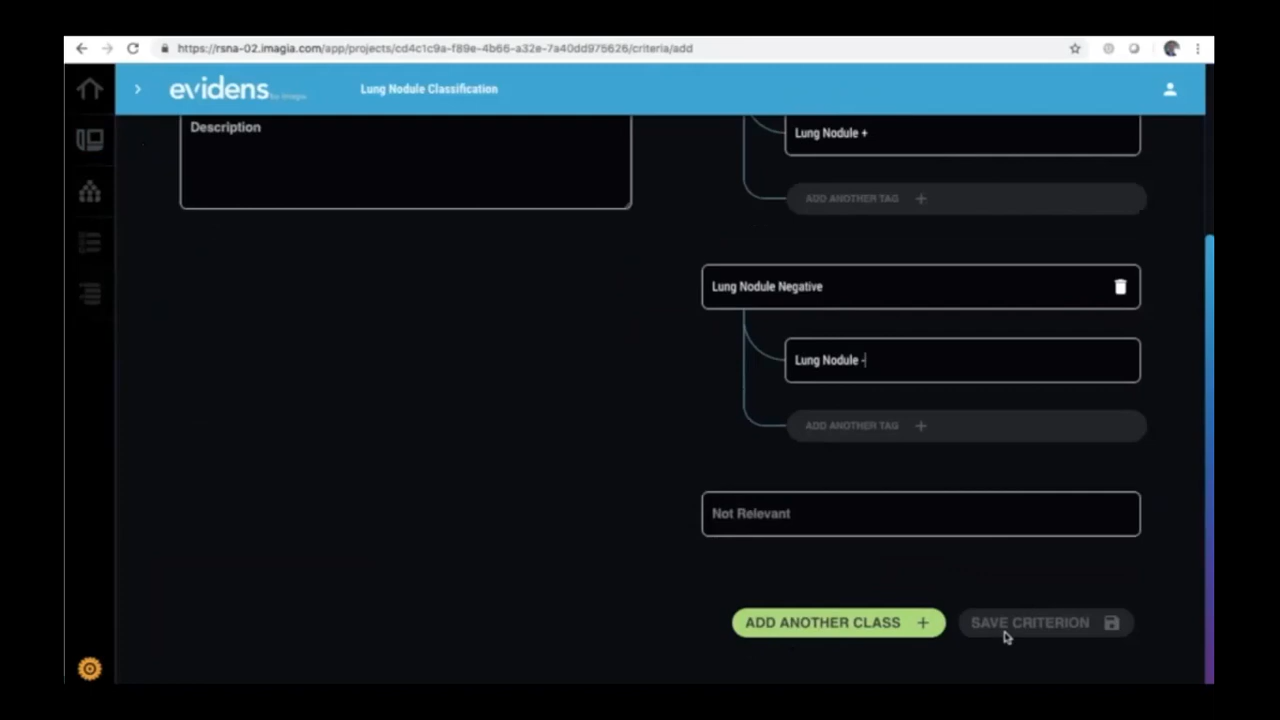 https://rsna-02.imagia.com/app/projects/cd4c1c9a-f89e-4b66-a32e-7a40dd975626/criteria/add
evidens by imagia
Lung Nodule Classification
Description
Lung Nodule +
ADD ANOTHER TAG +
Lung Nodule Negative
Lung Nodule -
ADD ANOTHER TAG +
Not Relevant
ADD ANOTHER CLASS +
SAVE CRITERION